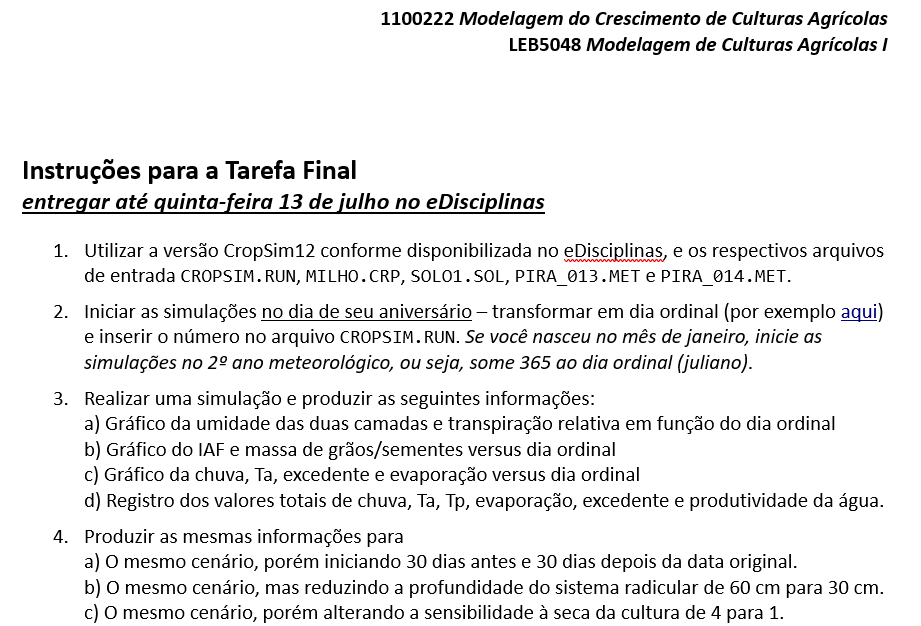 1100222 Modelagem do Crescimento de Culturas Agrícolas
LEB5048 Modelagem de Culturas Agrícolas I
Instruções para a Tarefa Final
entregar até quinta-feira 13 de julho no eDisciplinas
1. Utilizar a versão CropSim12 conforme disponibilizada no eDisciplinas, e os respectivos arquivos
de entrada CROPSIM.RUN, MILHO.CRP, SOLO1.SOL, PIRA_013.MET e PIRA_014.MET.
2. Iniciar as simulações no dia de seu aniversário – transformar em dia ordinal (por exemplo aqui)
e inserir o número no arquivo CROPSIM.RUN. Se você nasceu no mês de janeiro, inicie as
simulações no 2º ano meteorológico, ou seja, some 365 ao dia ordinal (juliano).
3. Realizar uma simulação e produzir as seguintes informações:
a) Gráfico da umidade das duas camadas e transpiração relativa em função do dia ordinal
b) Gráfico do IAF e massa de grãos/sementes versus dia ordinal
c) Gráfico da chuva, Ta, excedente e evaporação versus dia ordinal
d) Registro dos valores totais de chuva, Ta, Tp, evaporação, excedente e produtividade da água.
4. Produzir as mesmas informações para
a) O mesmo cenário, porém iniciando 30 dias antes e 30 dias depois da data original.
b) O mesmo cenário, mas reduzindo a profundidade do sistema radicular de 60 cm para 30 cm.
c) O mesmo cenário, porém alterando a sensibilidade à seca da cultura de 4 para 1.